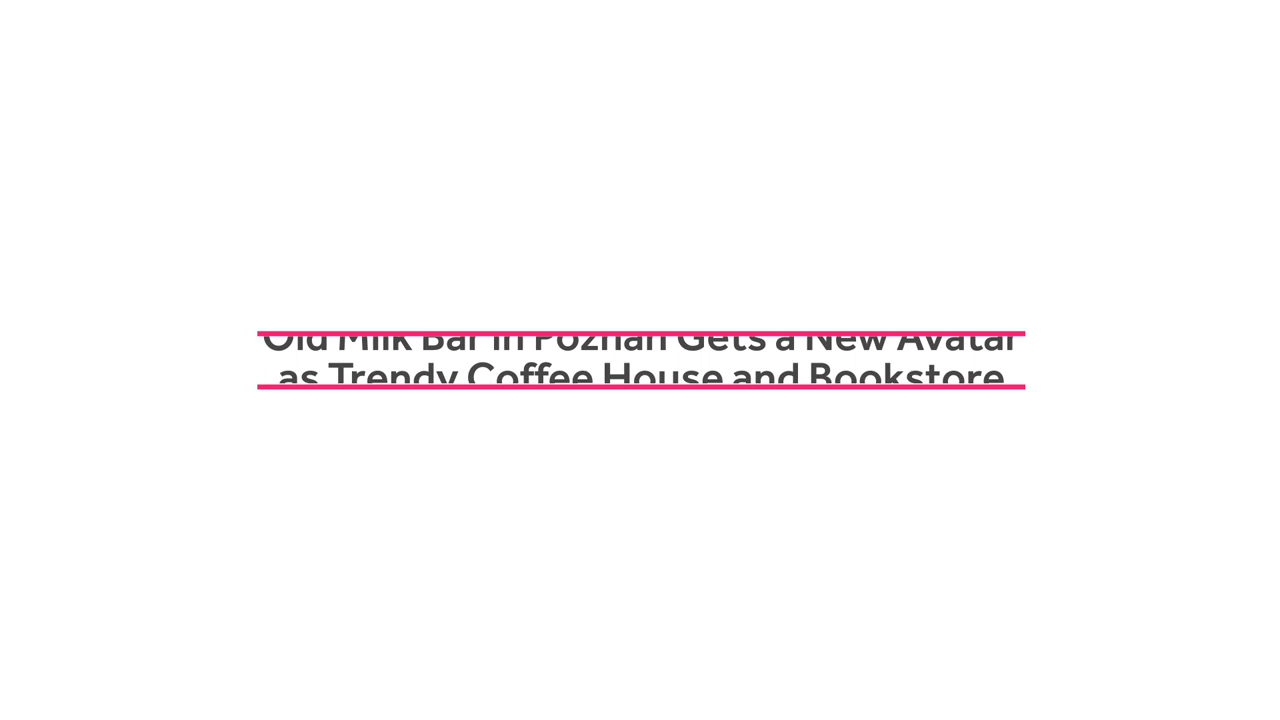 Old Milk Bar in Poznan Gets a New Avatar
as Trendy Coffee House and Bookstore